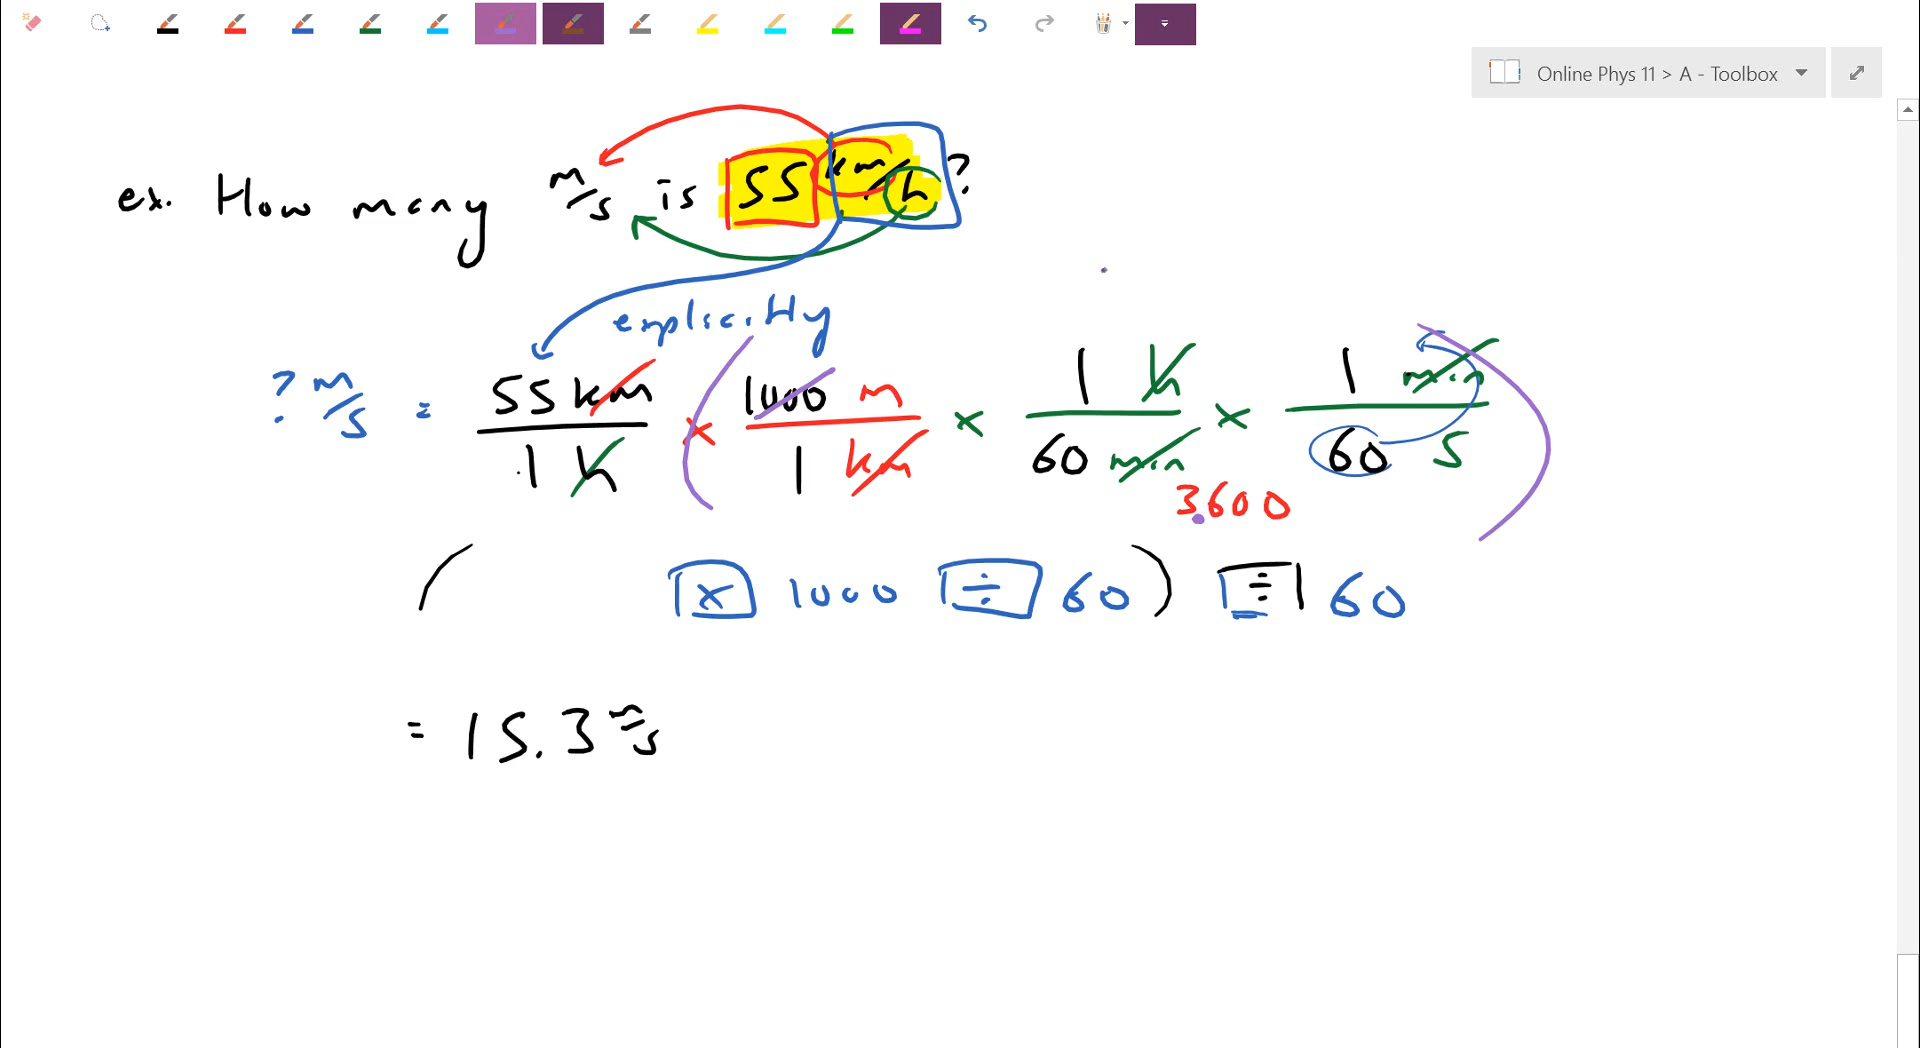 Online Phys 11 > A - Toolbox
ex. How many m/s is 55 km/h ?
explicitly
? m/s = 55 km / 1 h × ( 1000 m / 1 km × 1 h / 60 min × 1 min / 60 s )
3600
( × 1000 ÷ 60 ) ÷ 60
= 15.3 m/s